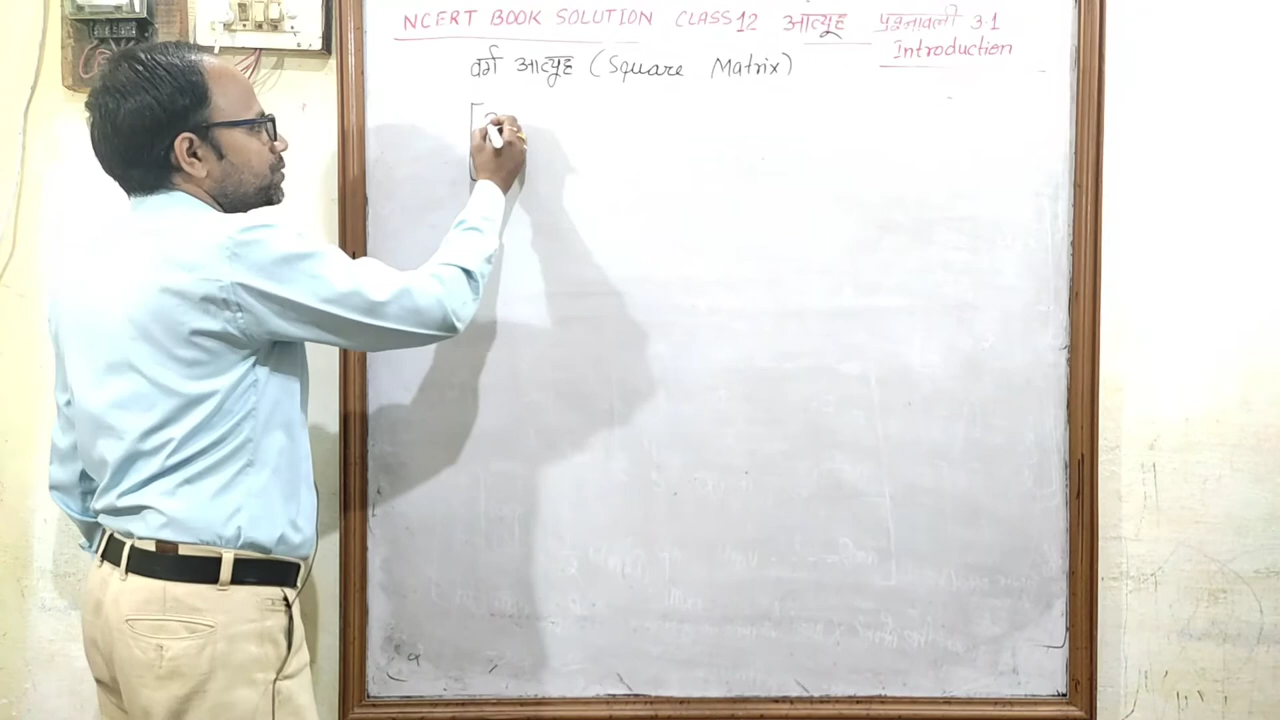 NCERT BOOK SOLUTION CLASS 12 आव्यूह प्रश्नावली 3.1
Introduction
वर्ग आव्यूह (Square Matrix)